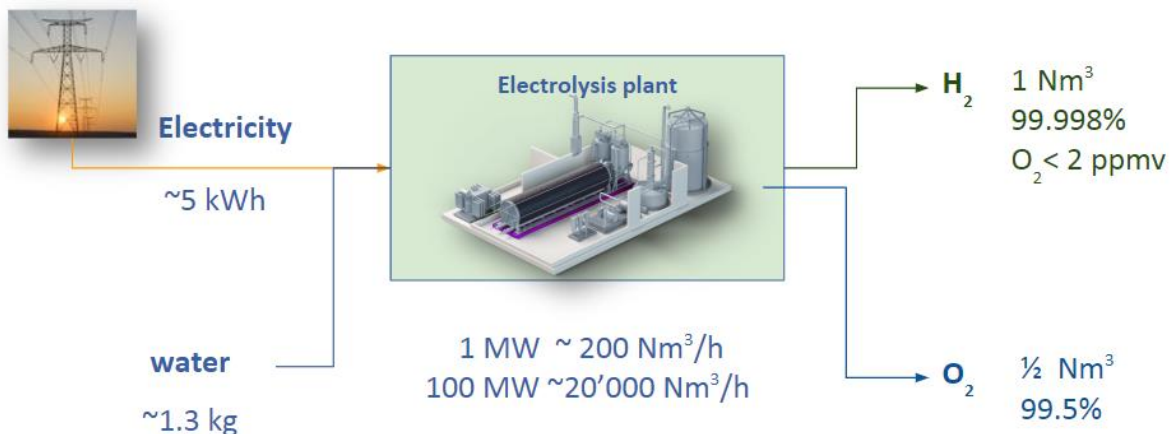 Electrolysis plant
Electricity
~5 kWh
water
~1.3 kg
1 MW ~ 200 Nm³/h
100 MW ~20’000 Nm³/h
H₂
1 Nm³
99.998%
O₂< 2 ppmv
O₂
½ Nm³
99.5%